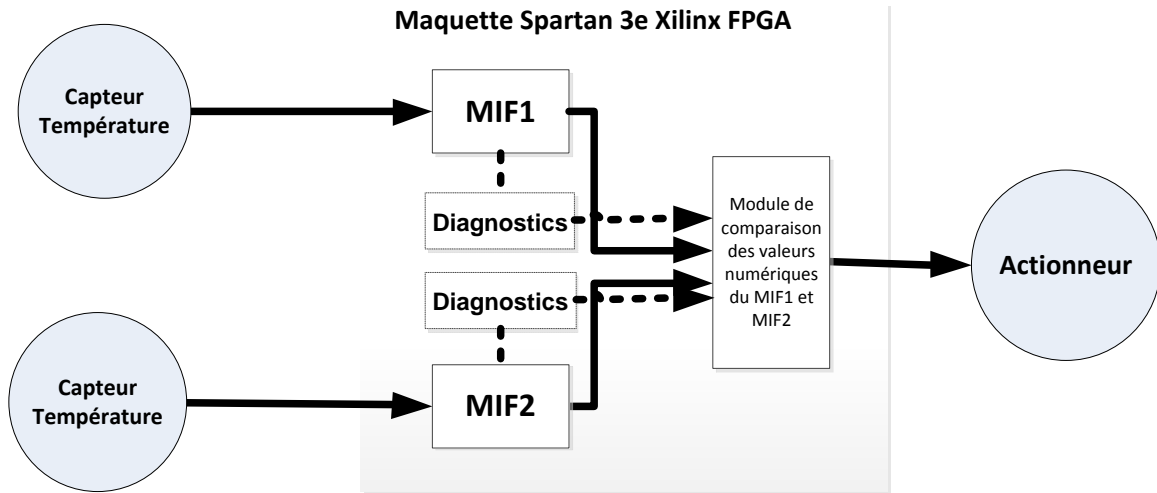 Maquette Spartan 3e Xilinx FPGA
Capteur
Température
MIF1
Diagnostics
Module de
comparaison
des valeurs
numériques
du MIF1 et
MIF2
Actionneur
Diagnostics
Capteur
Température
MIF2